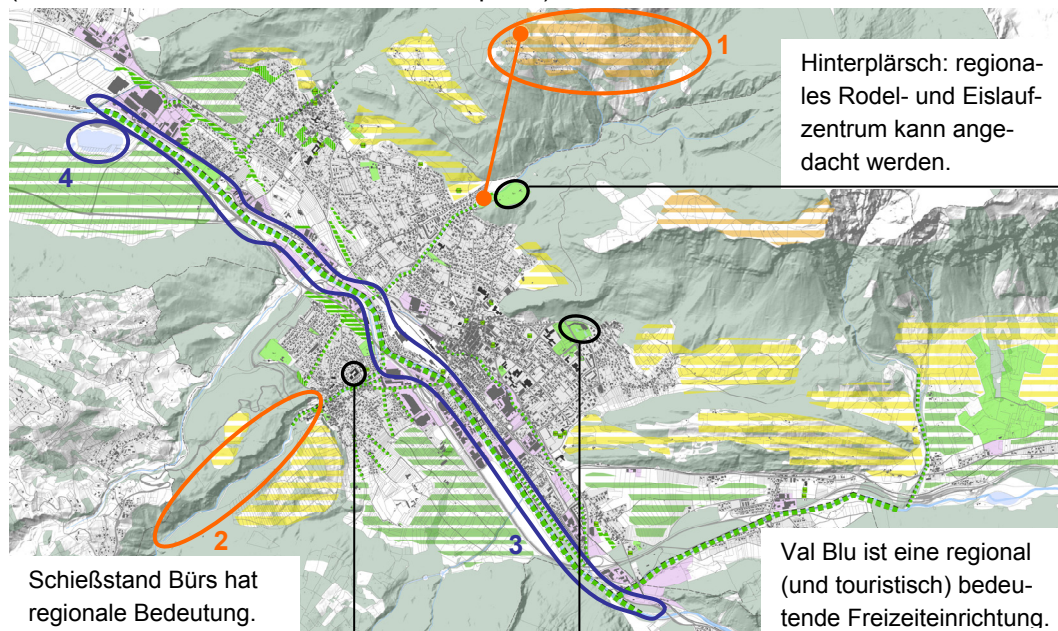 1
Hinterplärsch: regiona-
les Rodel- und Eislauf-
zentrum kann ange-
dacht werden.
4
2
3
Schießstand Bürs hat
regionale Bedeutung.
Val Blu ist eine regional
(und touristisch) bedeu-
tende Freizeiteinrichtung.